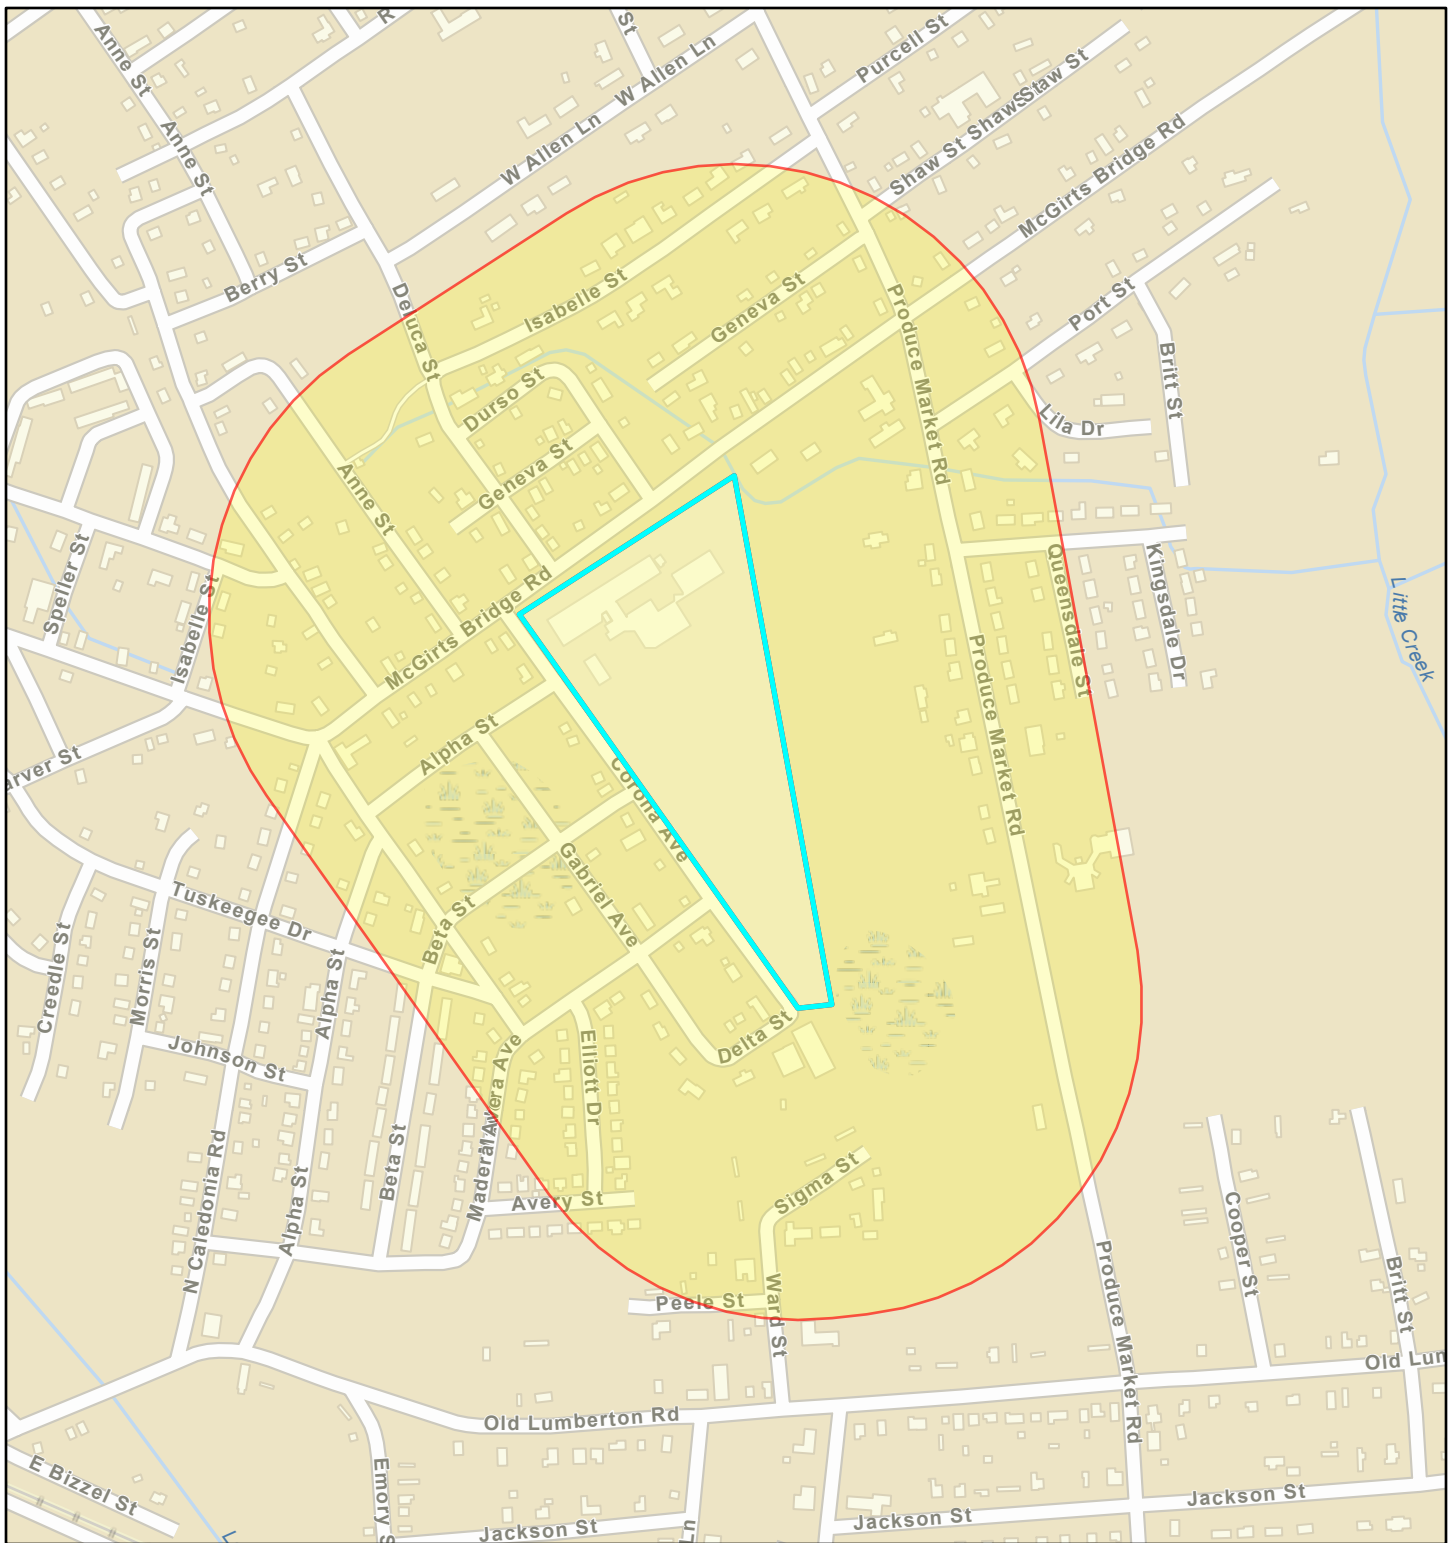 Anne St
St
W Allen Ln
Purcell St
Shaw St
Shaw St
Anne St
W Allen Ln
Shaw St
McGirts Bridge Rd
Berry St
Isabelle St
Geneva St
Port St
Deluca St
Produce Market Rd
Britt St
Durso St
Lila Dr
Geneva St
Anne St
Speller St
Isabelle St
McGirts Bridge Rd
Queensdale St
Kingsdale Dr
Little Creek
Alpha St
Produce Market Rd
arver St
Corona Ave
Gabriel Ave
Tuskeegee Dr
Beta St
Creedle St
Morris St
Alpha St
Johnson St
Delta St
Elliott Dr
Madera Ave
Madera Ave
N Caledonia Rd
Alpha St
Beta St
Avery St
Sigma St
Cooper St
Britt St
Produce Market Rd
Peele St
Ward St
Old Lum
Old Lumberton Rd
E Bizzel St
Emory S
Jackson St
Ln
Jackson St
Jackson St